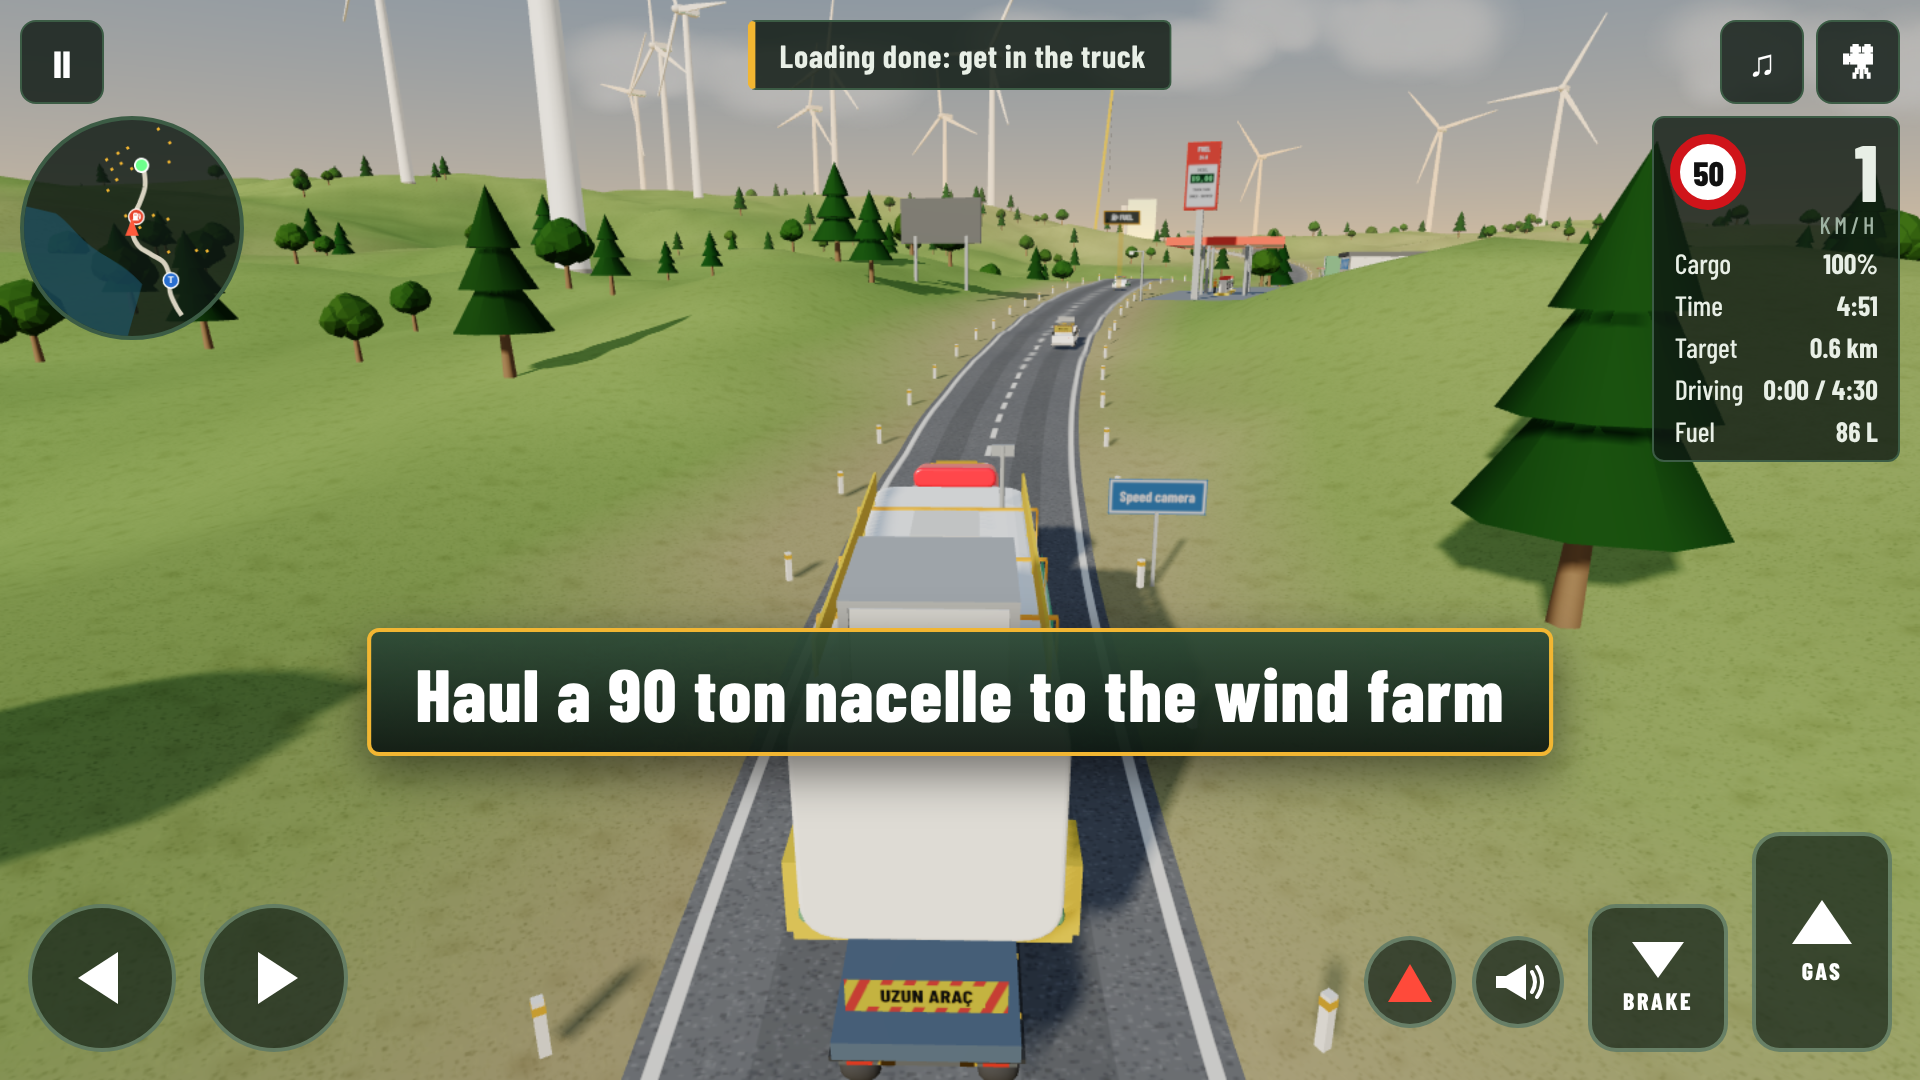 Loading done: get in the truck
50
1
KM/H
Cargo 100%
Time 4:51
Target 0.6 km
Driving 0:00 / 4:30
Fuel 86 L
FUEL
FUEL
Speed camera
Haul a 90 ton nacelle to the wind farm
UZUN ARAÇ
BRAKE
GAS
T